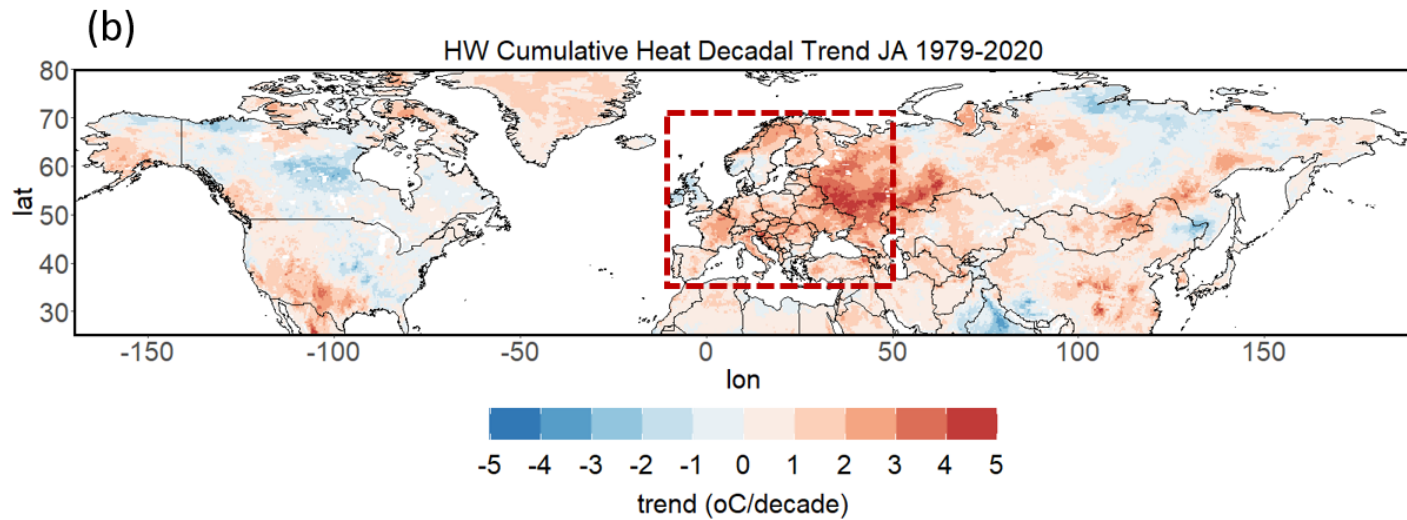 (b)
HW Cumulative Heat Decadal Trend JA 1979-2020
80
70
60
50
40
30
lat
-150 -100 -50 0 50 100 150
lon
-5 -4 -3 -2 -1 0 1 2 3 4 5
trend (oC/decade)